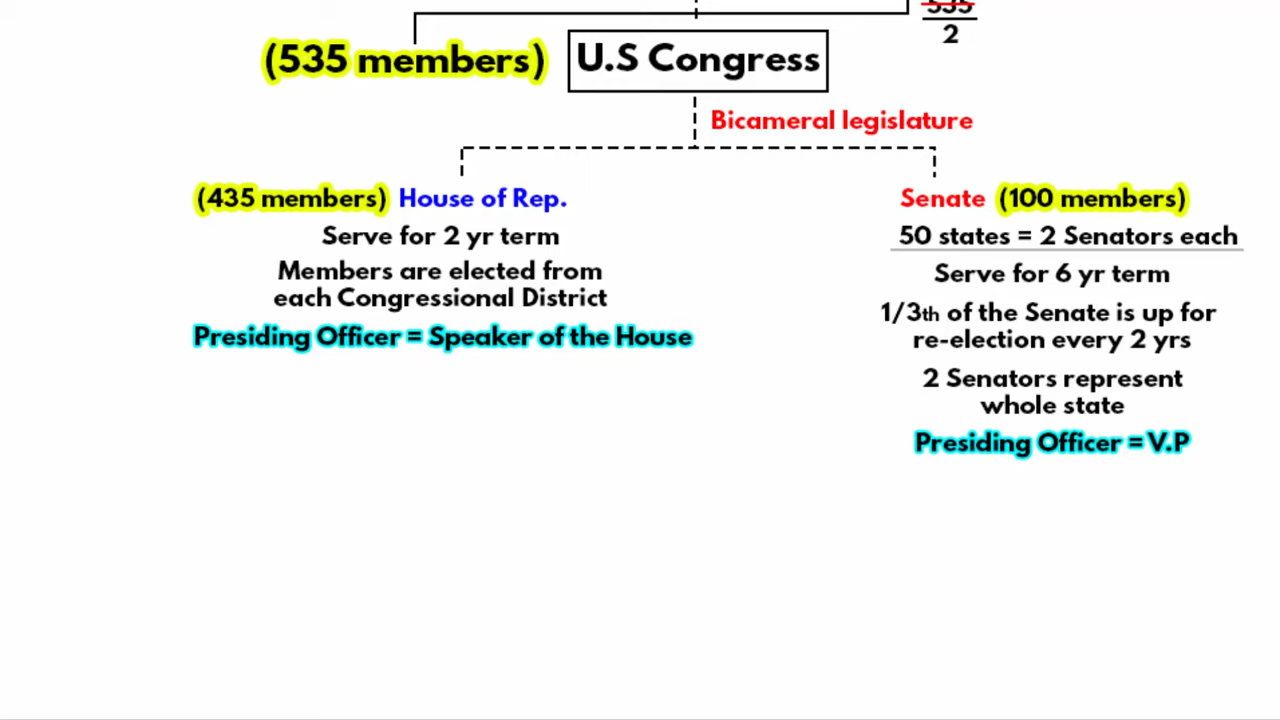 535
2
(535 members) U.S Congress
Bicameral legislature
(435 members) House of Rep.
Serve for 2 yr term
Members are elected from
each Congressional District
Presiding Officer = Speaker of the House
Senate (100 members)
50 states = 2 Senators each
Serve for 6 yr term
1/3th of the Senate is up for
re-election every 2 yrs
2 Senators represent
whole state
Presiding Officer = V.P